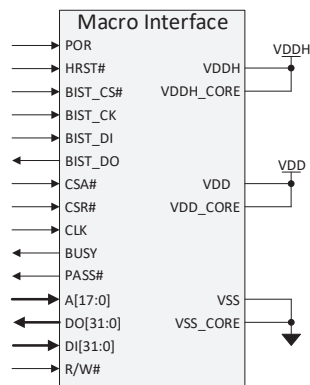 Macro Interface
POR
VDDH
HRST#
VDDH
BIST_CS#
VDDH_CORE
BIST_CK
BIST_DI
BIST_DO
VDD
CSA#
VDD
CSR#
VDD_CORE
CLK
BUSY
PASS#
A[17:0]
VSS
DO[31:0]
VSS_CORE
DI[31:0]
R/W#